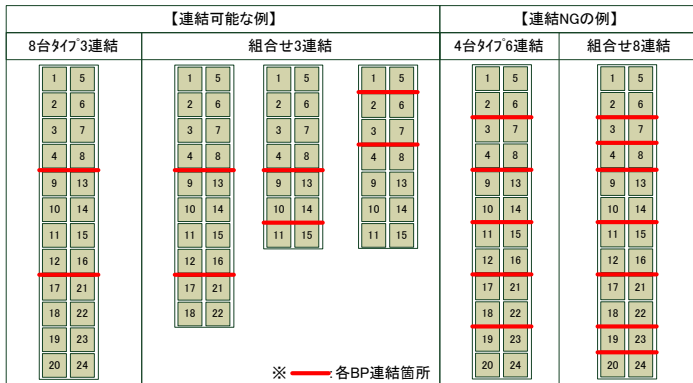 【連結可能な例】 【連結NGの例】
8台ﾀｲﾌﾟ3連結 組合せ3連結 4台ﾀｲﾌﾟ6連結 組合せ8連結
1 5 1 5 1 5 1 5 1 5 1 5
2 6 2 6 2 6 2 6 2 6 2 6
3 7 3 7 3 7 3 7 3 7 3 7
4 8 4 8 4 8 4 8 4 8 4 8
9 13 9 13 9 13 9 13 9 13 9 13
10 14 10 14 10 14 10 14 10 14 10 14
11 15 11 15 11 15 11 15 11 15 11 15
12 16 12 16 12 16 12 16
17 21 17 21 17 21 17 21
18 22 18 22 18 22 18 22
19 23 19 23 19 23
20 24 20 24 20 24
※ :各BP連結箇所